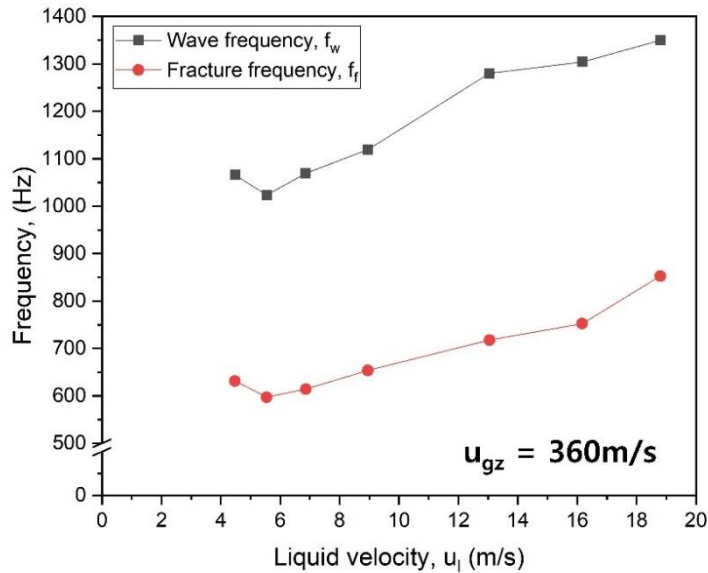 Wave frequency, f_w
Fracture frequency, f_f
1400
1300
1200
1100
1000
900
800
700
600
500
0
Frequency, (Hz)
u_gz = 360m/s
0 2 4 6 8 10 12 14 16 18 20
Liquid velocity, u_l (m/s)